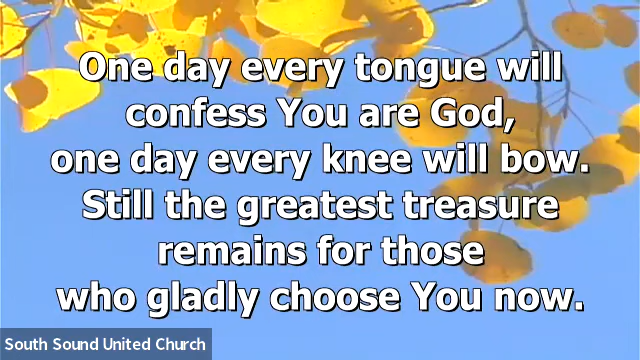 One day every tongue will
confess You are God,
one day every knee will bow.
Still the greatest treasure
remains for those
who gladly choose You now.
South Sound United Church